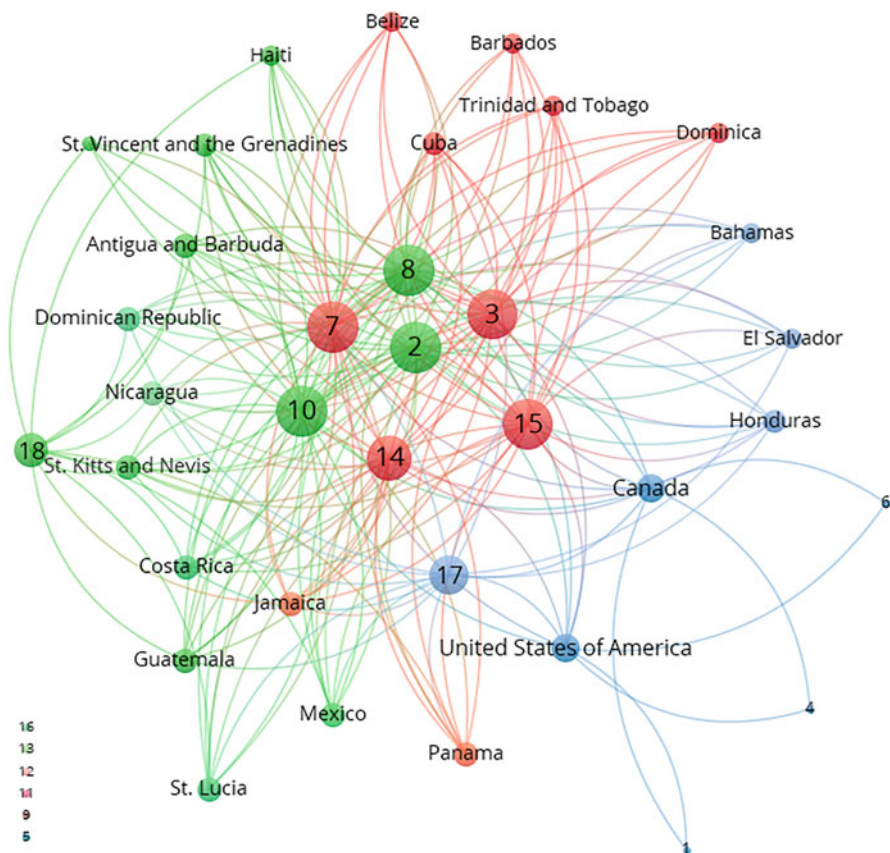 Belize
Barbados
Haiti
Trinidad and Tobago
Dominica
St. Vincent and the Grenadines
Cuba
Bahamas
Antigua and Barbuda
8
3
Dominican Republic
7
El Salvador
2
Nicaragua
10
Honduras
15
18
14
St. Kitts and Nevis
Canada
6
Costa Rica
17
Jamaica
United States of America
Guatemala
4
Mexico
16
13
Panama
12
St. Lucia
11
9
5
1